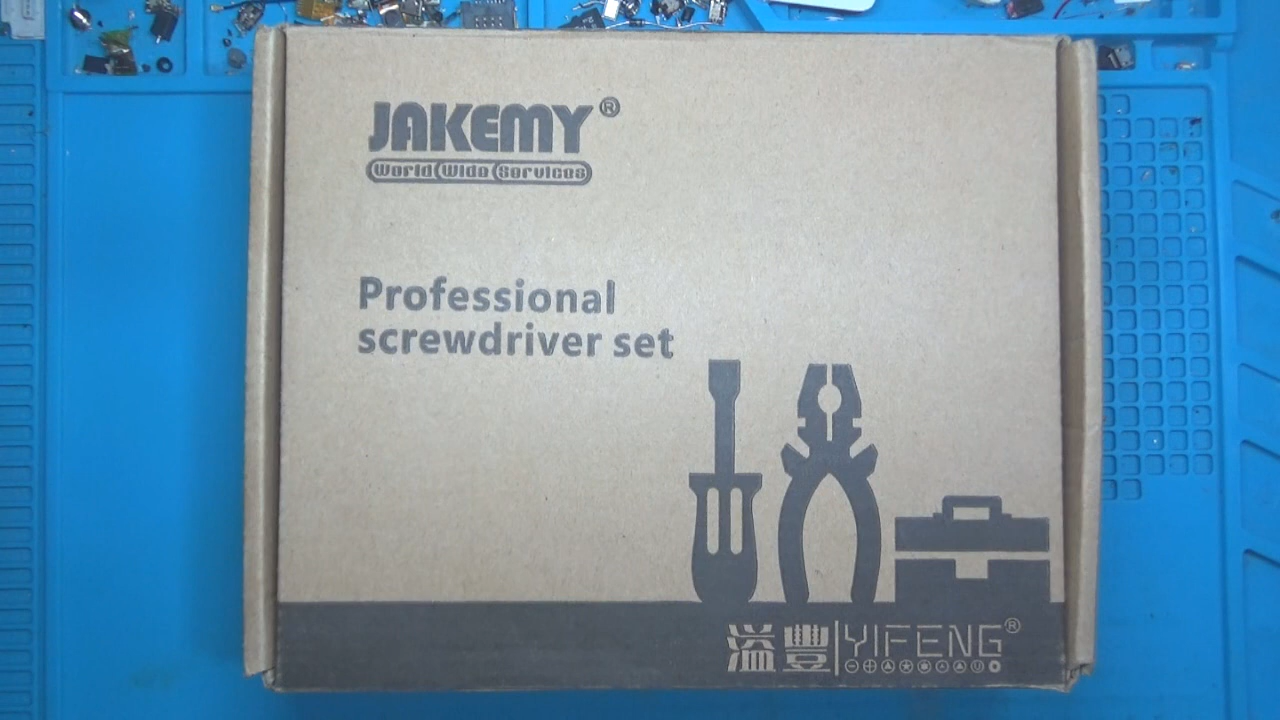 JAKEMY®
World Wide Services
Professional
screwdriver set
溢豐|YIFENG®